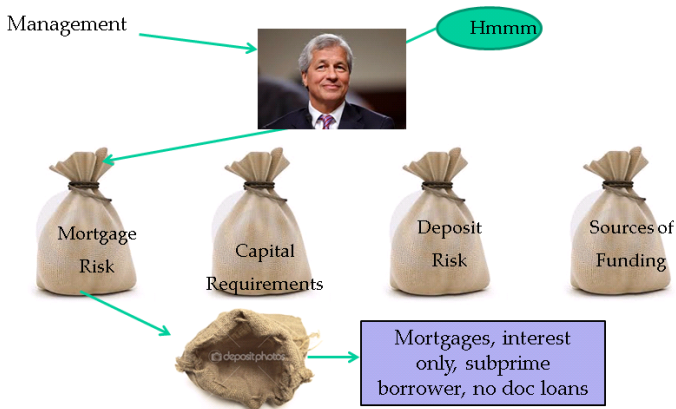 Management
Hmmm
Mortgage
Risk
Capital
Requirements
Deposit
Risk
Sources of
Funding
depositphotos
Mortgages, interest
only, subprime
borrower, no doc loans